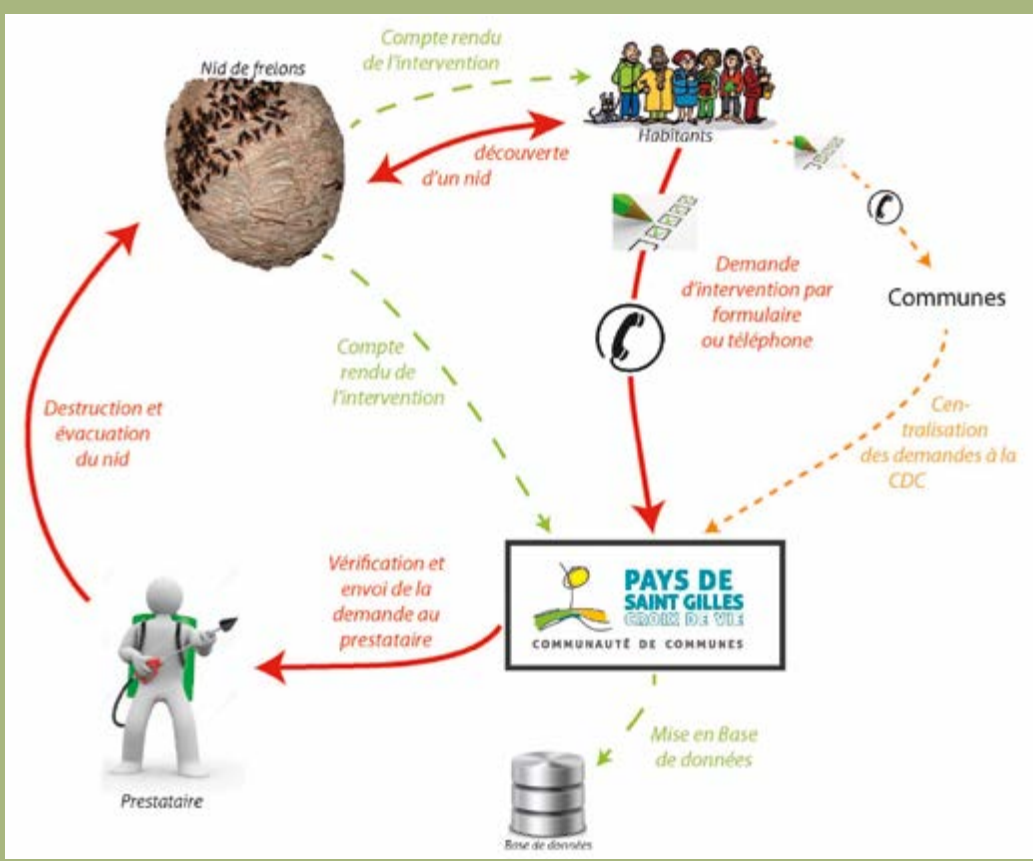 Nid de frelons
Compte rendu
de l'intervention
Habitants
découverte
d'un nid
Demande
d'intervention par
formulaire
ou téléphone
Communes
Cen-
tralisation
des demandes à la
CDC
Compte
rendu de
l'intervention
Destruction et
évacuation
du nid
Vérification et
envoi de la
demande au
prestataire
PAYS DE
SAINT GILLES
CROIX DE VIE
COMMUNAUTÉ DE COMMUNES
Prestataire
Mise en Base
de données
Base de données